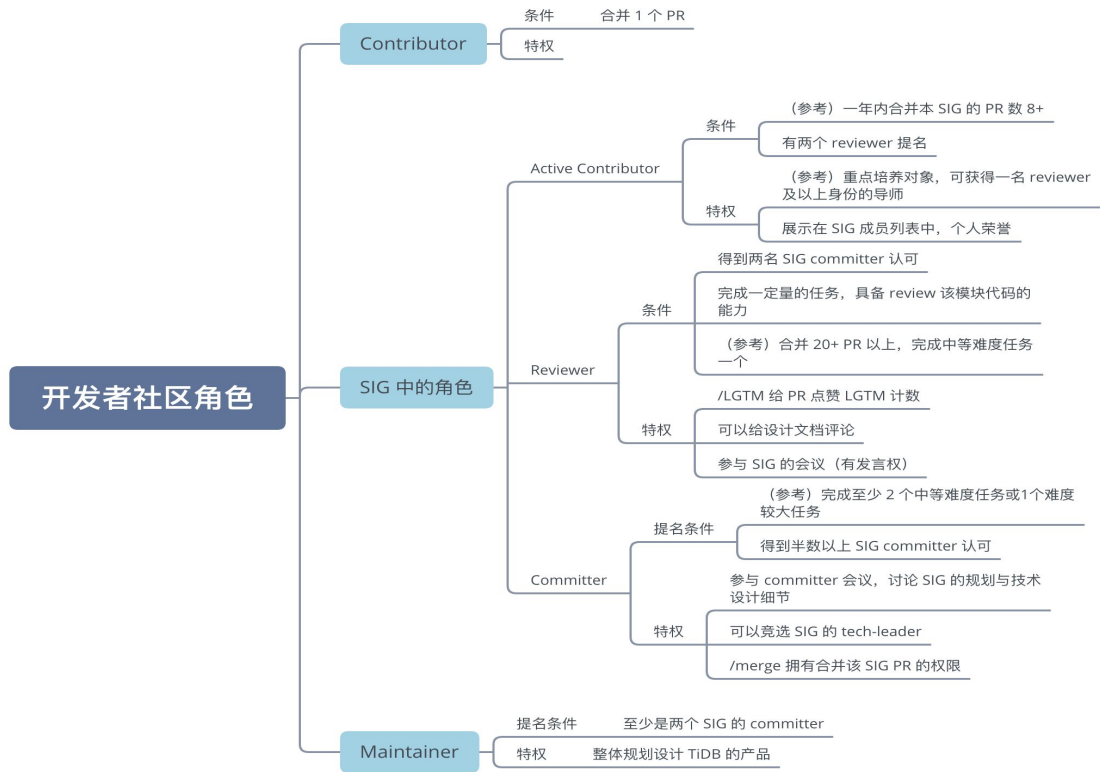 开发者社区角色
Contributor
条件
合并 1 个 PR
特权
SIG 中的角色
Active Contributor
条件
（参考）一年内合并本 SIG 的 PR 数 8+
有两个 reviewer 提名
特权
（参考）重点培养对象，可获得一名 reviewer
及以上身份的导师
展示在 SIG 成员列表中，个人荣誉
Reviewer
条件
得到两名 SIG committer 认可
完成一定量的任务，具备 review 该模块代码的
能力
（参考）合并 20+ PR 以上，完成中等难度任务
一个
特权
/LGTM 给 PR 点赞 LGTM 计数
可以给设计文档评论
参与 SIG 的会议（有发言权）
Committer
提名条件
（参考）完成至少 2 个中等难度任务或1个难度
较大任务
得到半数以上 SIG committer 认可
特权
参与 committer 会议，讨论 SIG 的规划与技术
设计细节
可以竞选 SIG 的 tech-leader
/merge 拥有合并该 SIG PR 的权限
Maintainer
提名条件
至少是两个 SIG 的 committer
特权
整体规划设计 TiDB 的产品